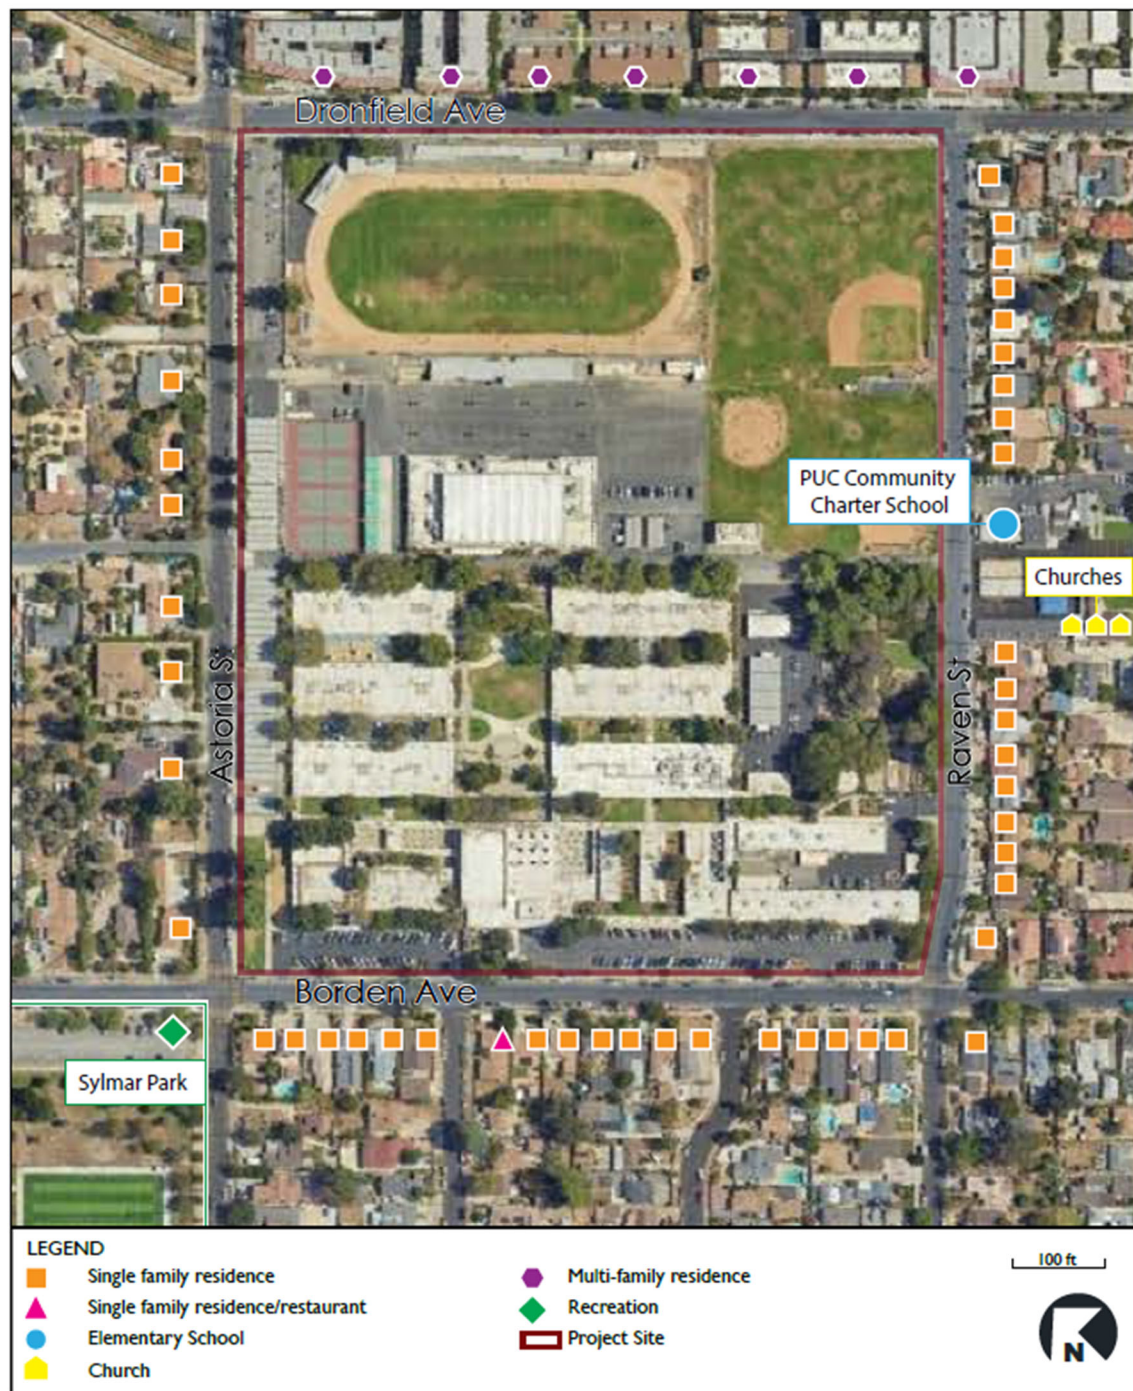 Dronfield Ave
PUC Community
Charter School
Churches
Astoria St
Raven St
Borden Ave
Sylmar Park
LEGEND
Single family residence
Single family residence/restaurant
Elementary School
Church
Multi-family residence
Recreation
Project Site
100 ft
N